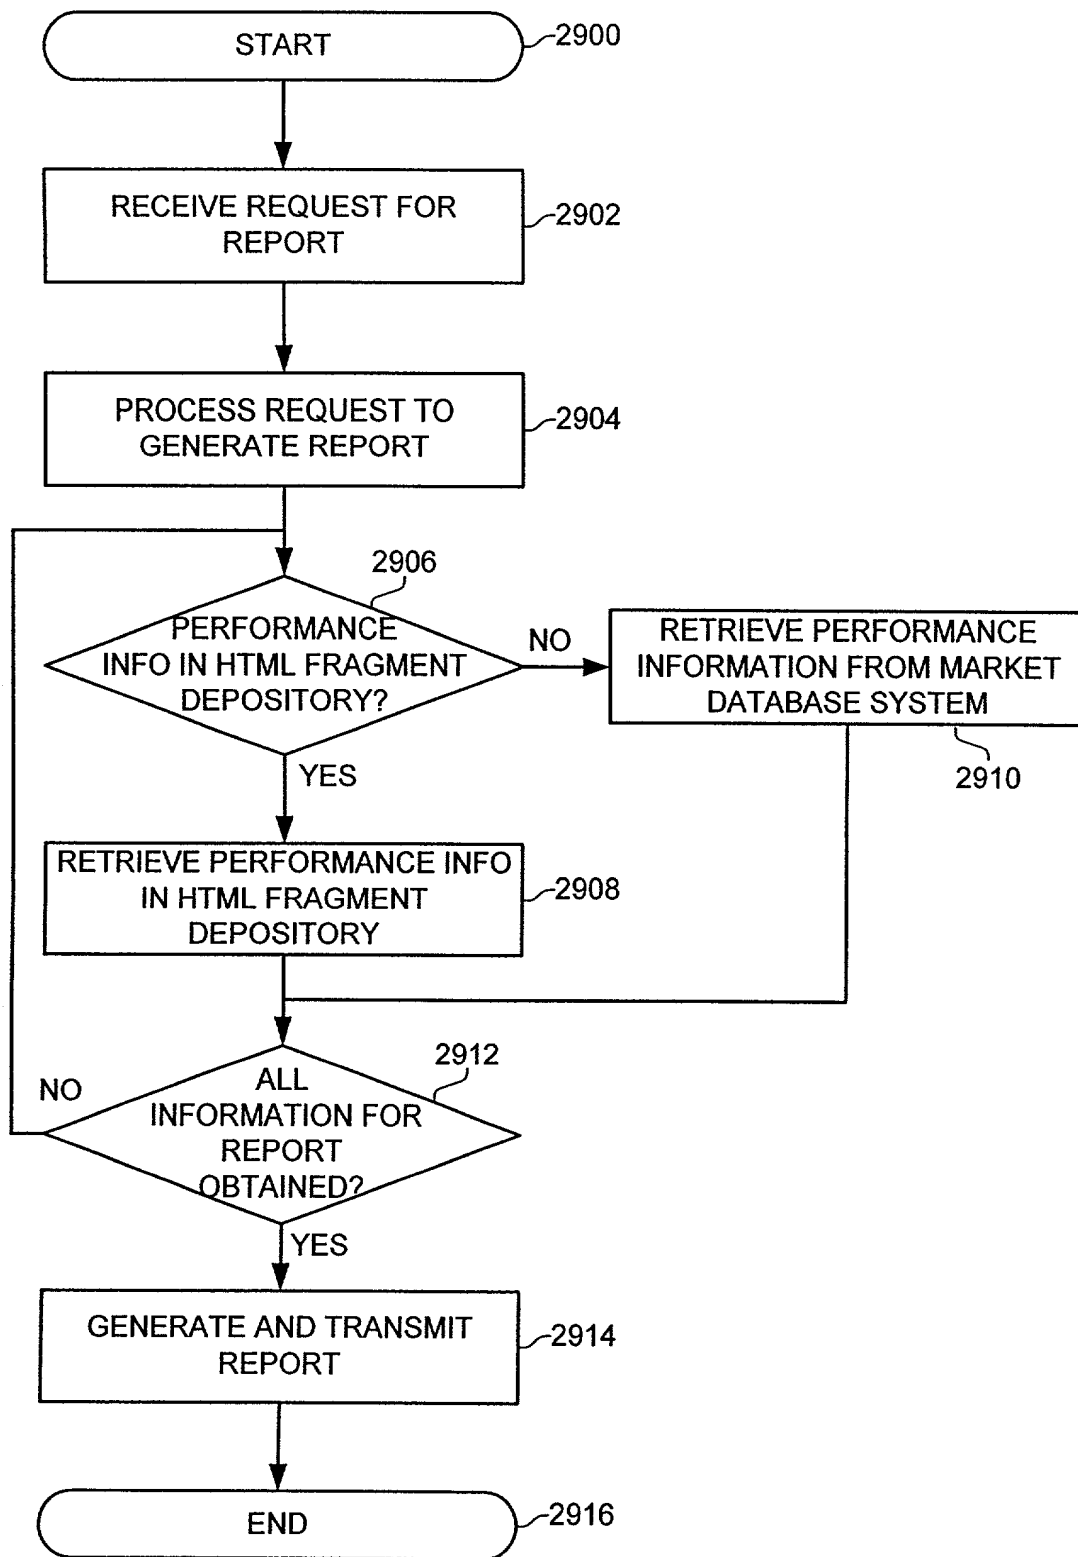 START
2900
RECEIVE REQUEST FOR
REPORT
2902
PROCESS REQUEST TO
GENERATE REPORT
2904
2906
PERFORMANCE
INFO IN HTML FRAGMENT
DEPOSITORY?
NO
RETRIEVE PERFORMANCE
INFORMATION FROM MARKET
DATABASE SYSTEM
2910
YES
RETRIEVE PERFORMANCE INFO
IN HTML FRAGMENT
DEPOSITORY
2908
2912
NO
ALL
INFORMATION FOR
REPORT
OBTAINED?
YES
GENERATE AND TRANSMIT
REPORT
2914
END
2916